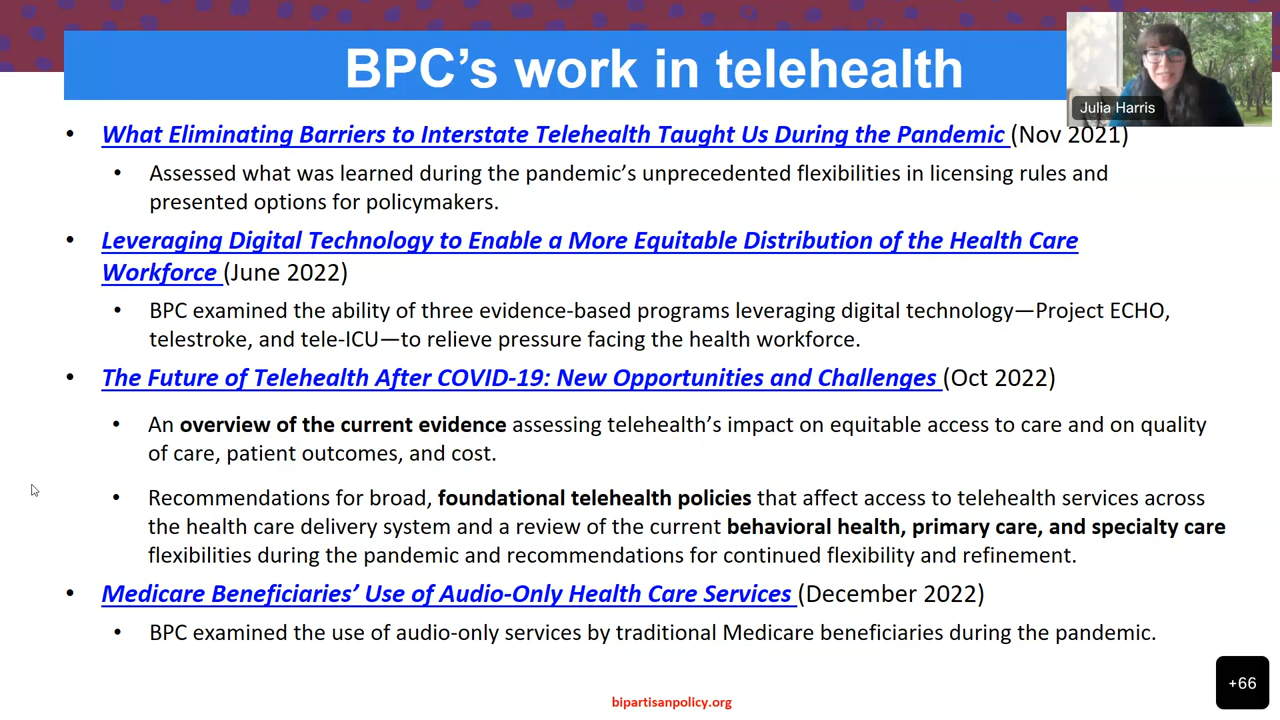 BPC’s work in telehealth
Julia Harris
• What Eliminating Barriers to Interstate Telehealth Taught Us During the Pandemic (Nov 2021)
• Assessed what was learned during the pandemic’s unprecedented flexibilities in licensing rules and
presented options for policymakers.
• Leveraging Digital Technology to Enable a More Equitable Distribution of the Health Care
Workforce (June 2022)
• BPC examined the ability of three evidence-based programs leveraging digital technology—Project ECHO,
telestroke, and tele-ICU—to relieve pressure facing the health workforce.
• The Future of Telehealth After COVID-19: New Opportunities and Challenges (Oct 2022)
• An overview of the current evidence assessing telehealth’s impact on equitable access to care and on quality
of care, patient outcomes, and cost.
• Recommendations for broad, foundational telehealth policies that affect access to telehealth services across
the health care delivery system and a review of the current behavioral health, primary care, and specialty care
flexibilities during the pandemic and recommendations for continued flexibility and refinement.
• Medicare Beneficiaries’ Use of Audio-Only Health Care Services (December 2022)
• BPC examined the use of audio-only services by traditional Medicare beneficiaries during the pandemic.
+66
bipartisanpolicy.org